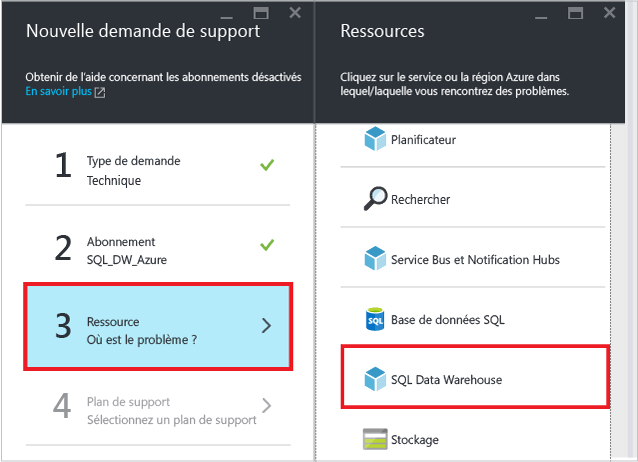 Nouvelle demande de support
Obtenir de l'aide concernant les abonnements désactivés
En savoir plus
1
Type de demande
Technique
2
Abonnement
SQL_DW_Azure
3
Ressource
Où est le problème ?
4
Plan de support
Sélectionnez un plan de support
Ressources
Cliquez sur le service ou la région Azure dans
lequel/laquelle vous rencontrez des problèmes.
Planificateur
Rechercher
Service Bus et Notification Hubs
SQL
Base de données SQL
SQL Data Warehouse
Stockage